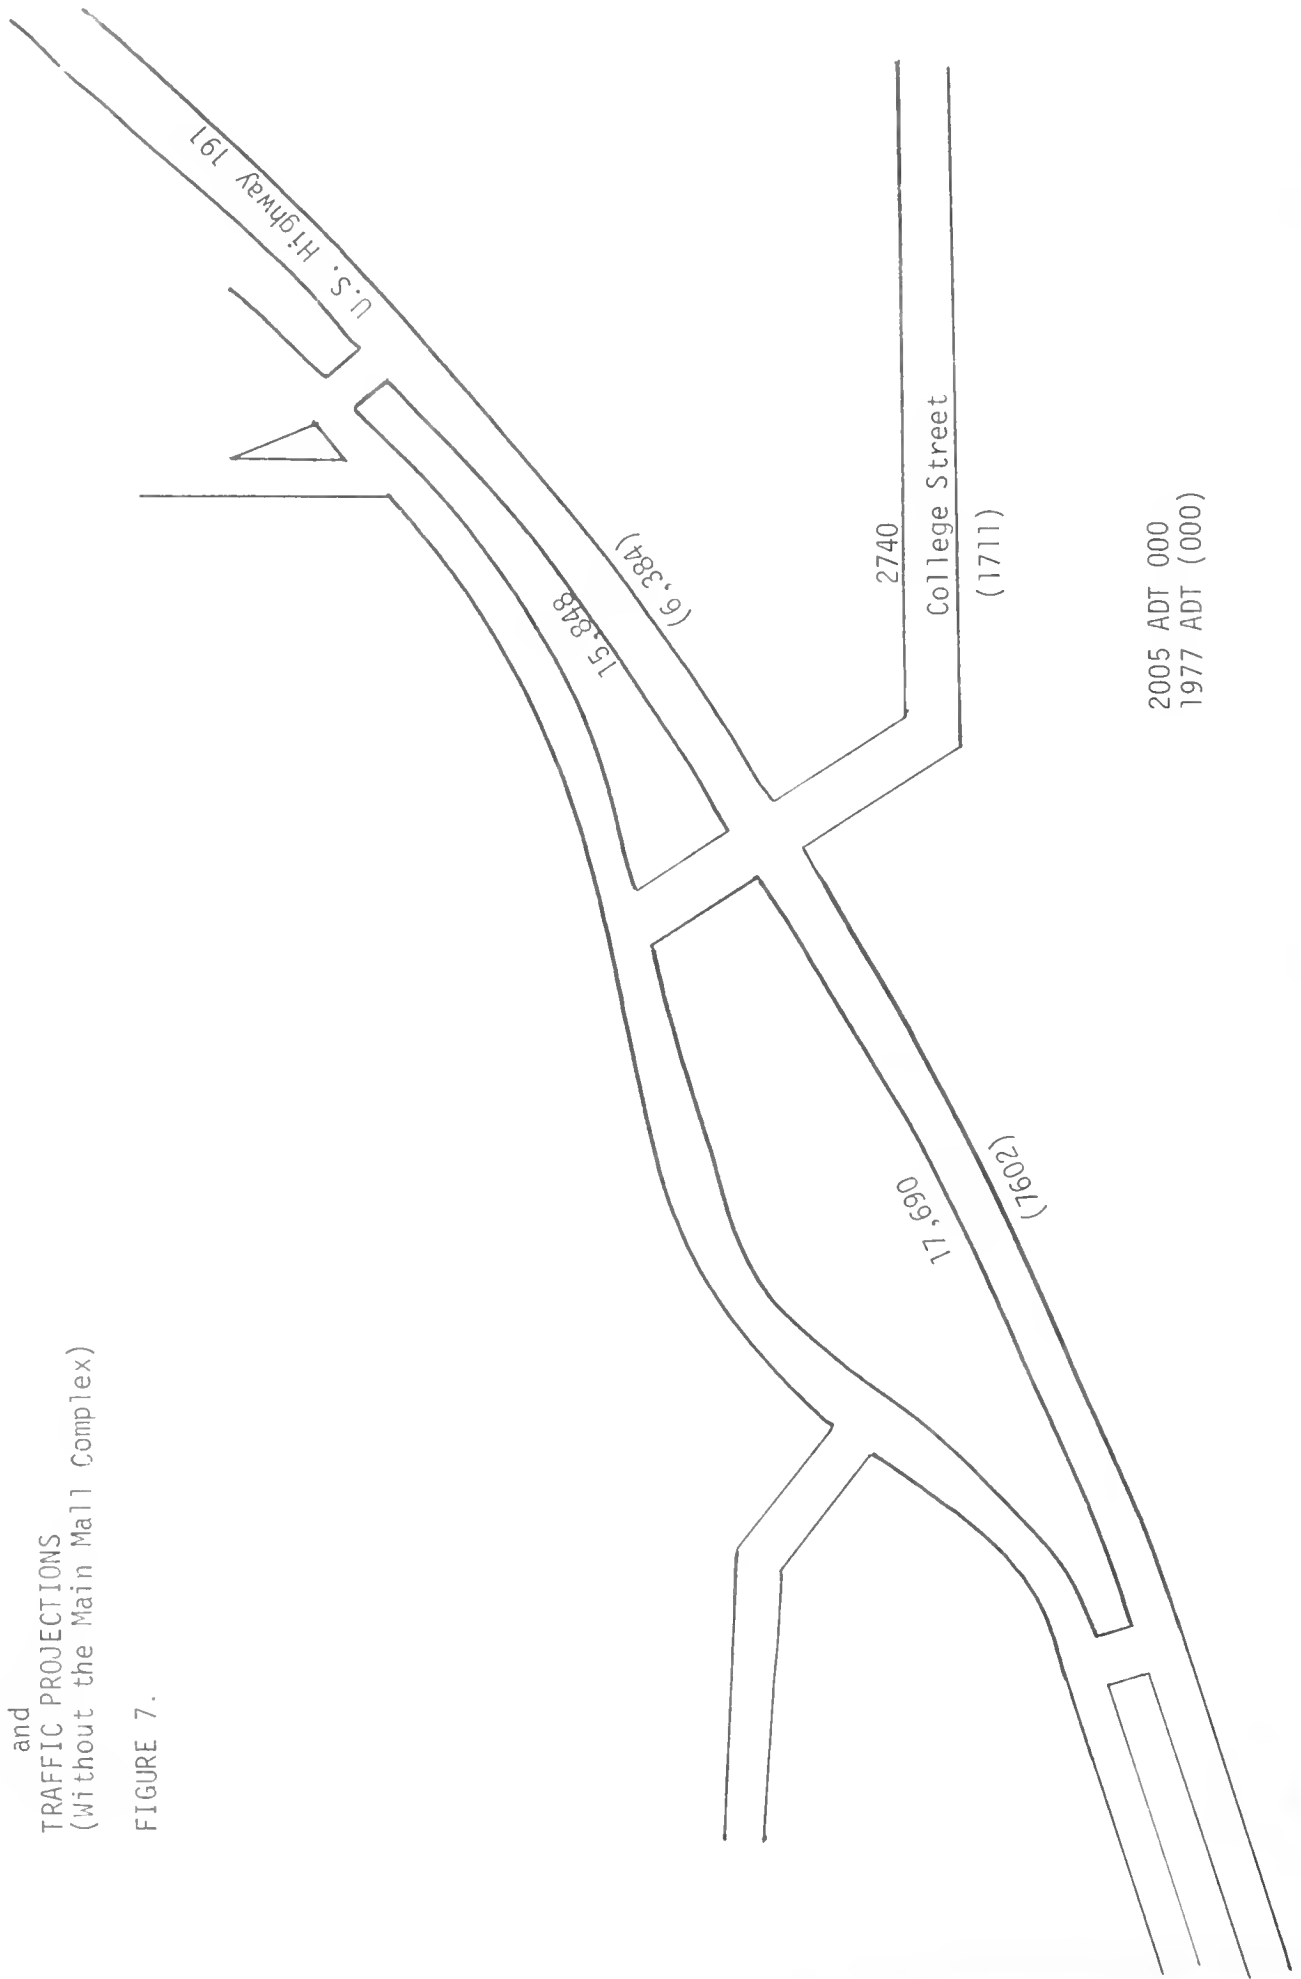 and
TRAFFIC PROJECTIONS
(Without the Main Mall Complex)
FIGURE 7.
U.S. Highway 191
15,848
(6,384)
2740
College Street
(1711)
17,690
(7602)
2005 ADT 000
1977 ADT (000)